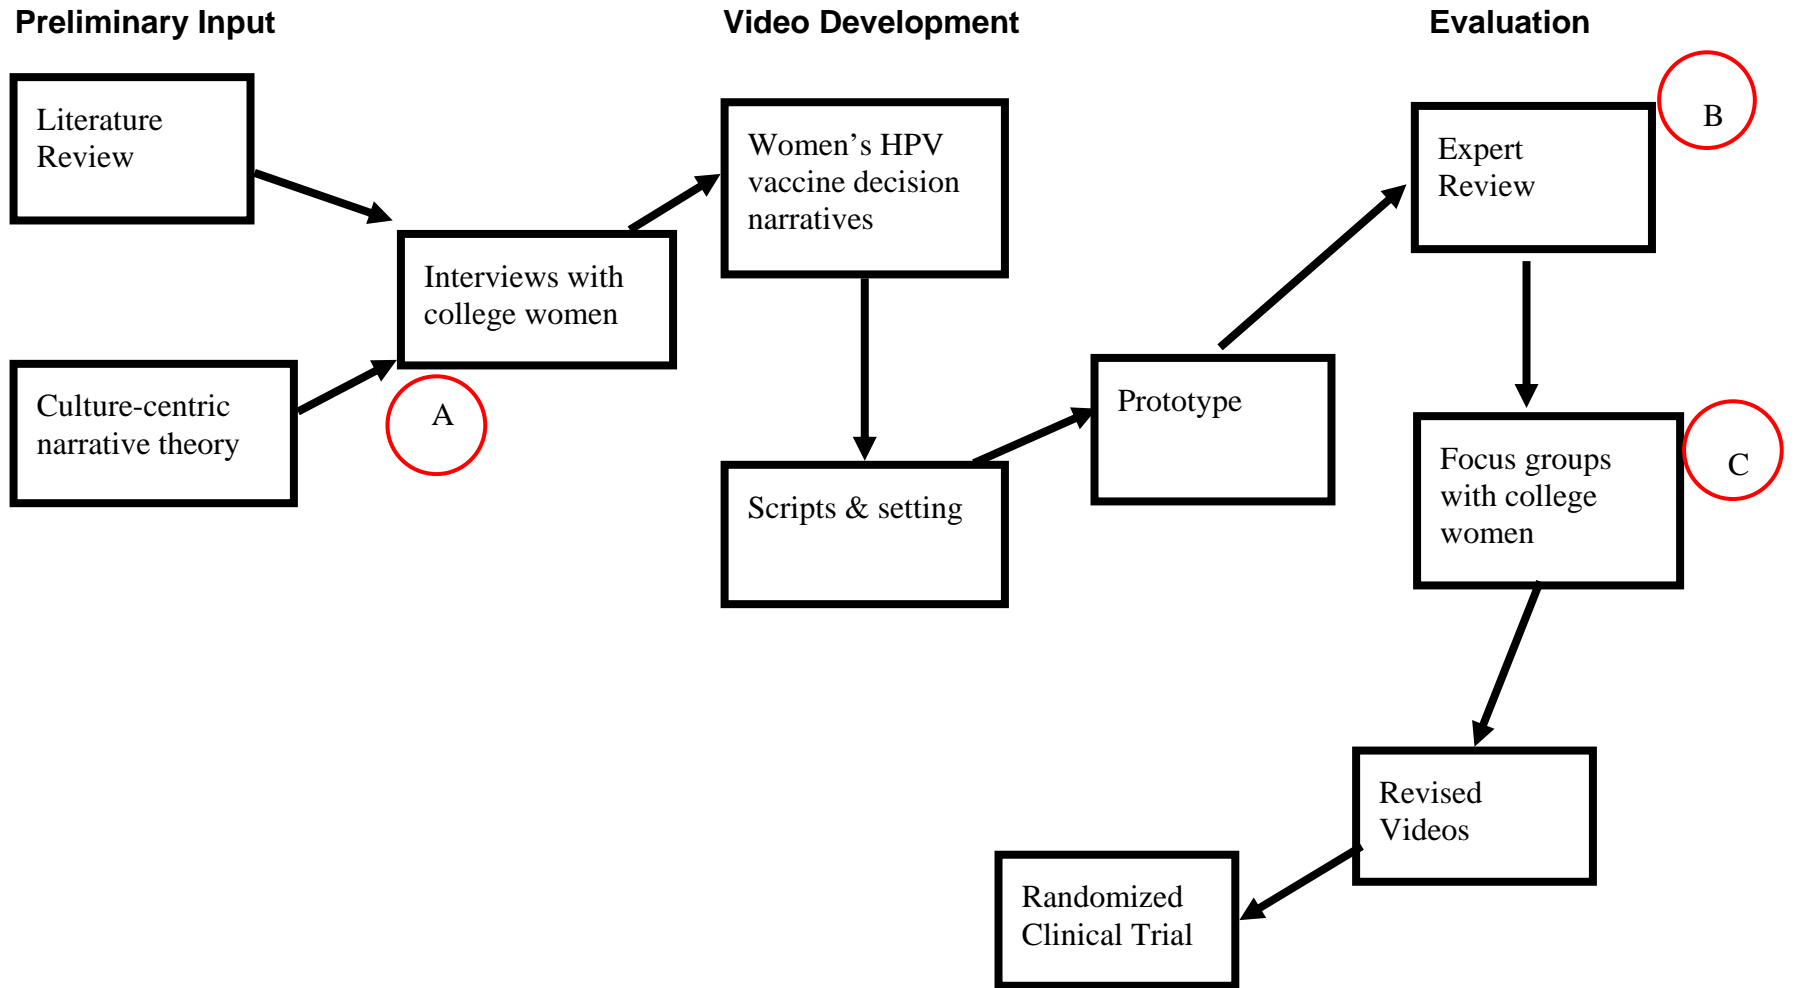 Preliminary Input
Video Development
Evaluation
Literature
Review
Culture-centric
narrative theory
Interviews with
college women
A
Women’s HPV
vaccine decision
narratives
Scripts & setting
Prototype
Expert
Review
B
Focus groups
with college
women
C
Revised
Videos
Randomized
Clinical Trial